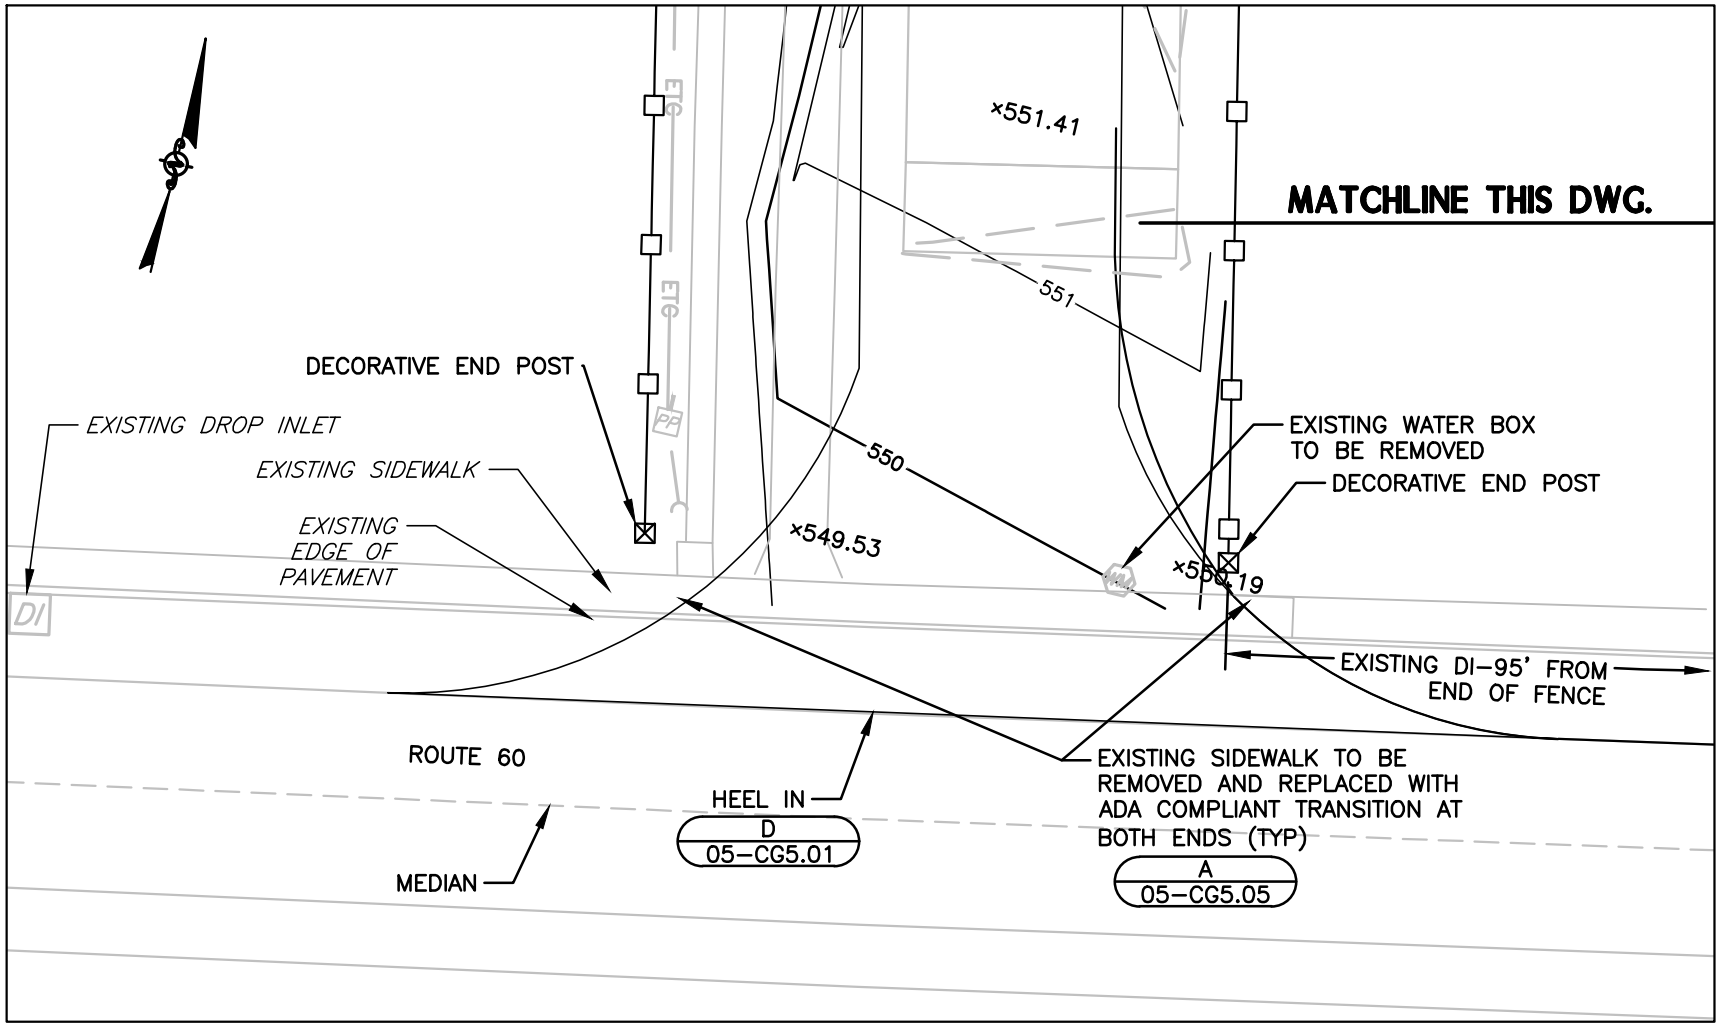 ETC
×551.41
MATCHLINE THIS DWG.
N
ETC
551
DECORATIVE END POST
EXISTING DROP INLET
PP
EXISTING WATER BOX
TO BE REMOVED
550
EXISTING SIDEWALK
DECORATIVE END POST
EXISTING
EDGE OF
PAVEMENT
×549.53
WM
×550.19
DI
EXISTING DI-95' FROM
END OF FENCE
ROUTE 60
EXISTING SIDEWALK TO BE
REMOVED AND REPLACED WITH
ADA COMPLIANT TRANSITION AT
BOTH ENDS (TYP)
HEEL IN
D
05-CG5.01
A
05-CG5.05
MEDIAN